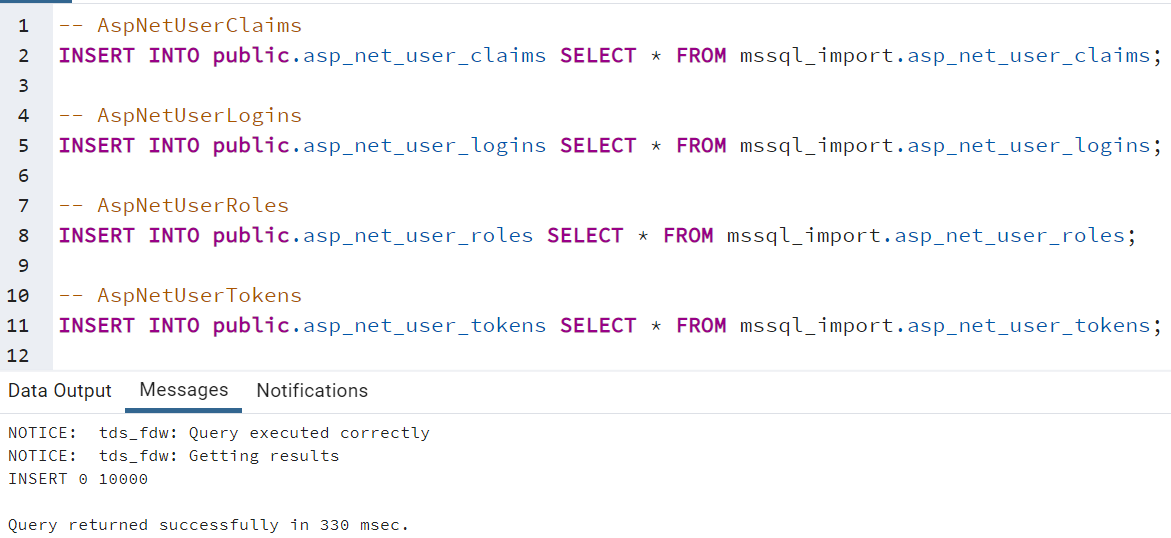 1 -- AspNetUserClaims
2 INSERT INTO public.asp_net_user_claims SELECT * FROM mssql_import.asp_net_user_claims;
3
4 -- AspNetUserLogins
5 INSERT INTO public.asp_net_user_logins SELECT * FROM mssql_import.asp_net_user_logins;
6
7 -- AspNetUserRoles
8 INSERT INTO public.asp_net_user_roles SELECT * FROM mssql_import.asp_net_user_roles;
9
10 -- AspNetUserTokens
11 INSERT INTO public.asp_net_user_tokens SELECT * FROM mssql_import.asp_net_user_tokens;
12
Data Output Messages Notifications
NOTICE:  tds_fdw: Query executed correctly
NOTICE:  tds_fdw: Getting results
INSERT 0 10000
Query returned successfully in 330 msec.